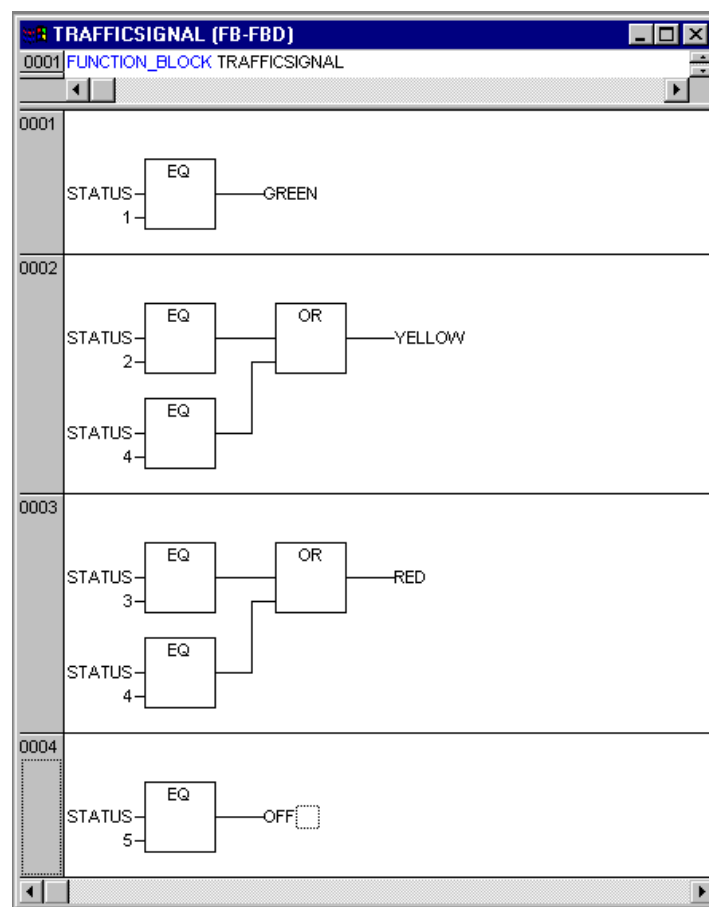 TRAFFICSIGNAL (FB-FBD)
0001 FUNCTION_BLOCK TRAFFICSIGNAL
0001
EQ
STATUS
GREEN
1
0002
EQ
OR
STATUS
YELLOW
2
EQ
STATUS
4
0003
EQ
OR
STATUS
RED
3
EQ
STATUS
4
0004
EQ
STATUS
OFF
5